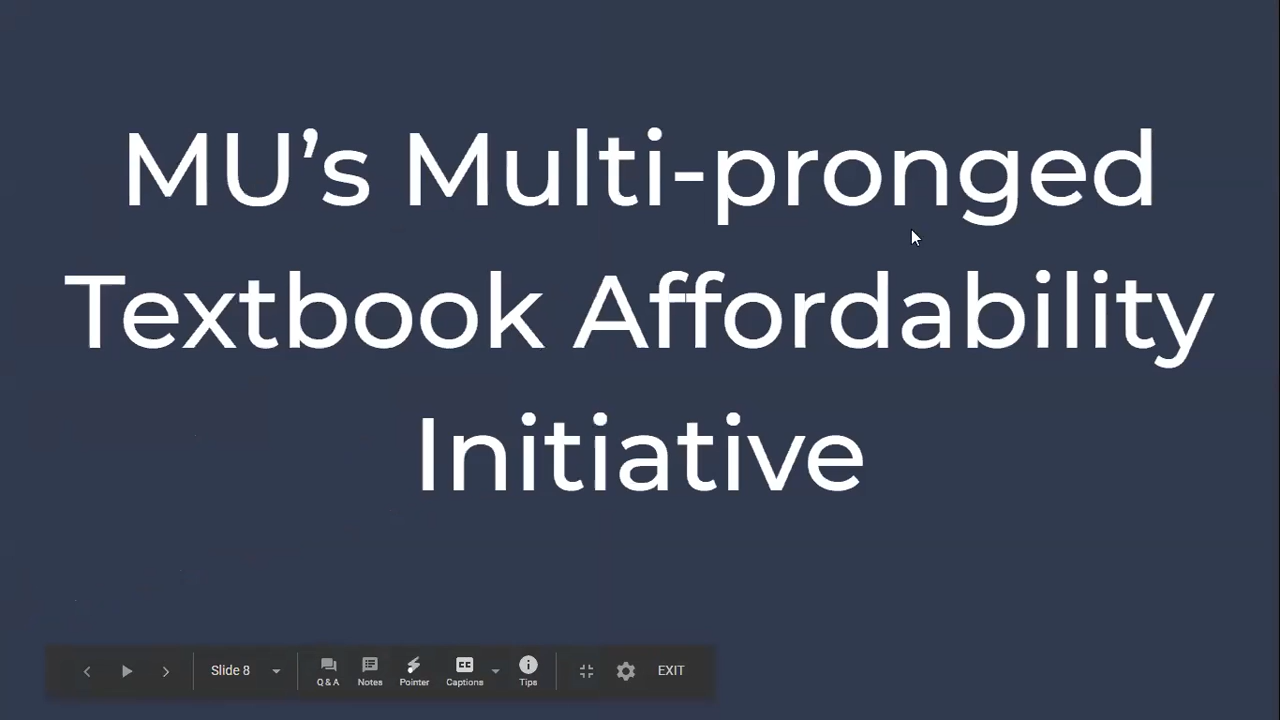 MU’s Multi-pronged
Textbook Affordability
Initiative
Slide 8
Q & A
Notes
Pointer
Captions
Tips
EXIT